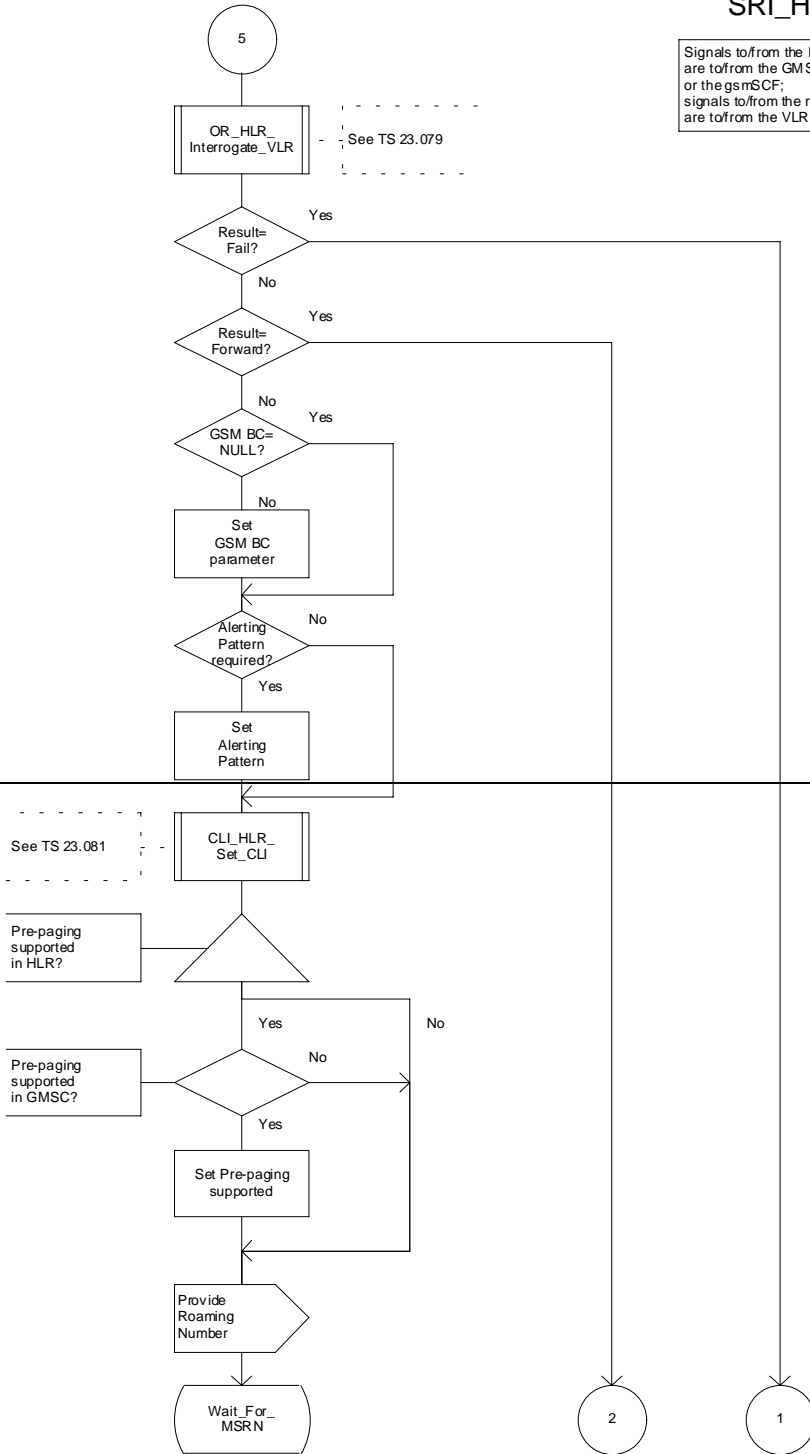 SRI_H
5
Signals to/from the
are to/from the GMS
or the gsmSCF;
signals to/from the r
are to/from the VLR
OR_HLR_
Interrogate_VLR
See TS 23.079
Yes
Result=
Fail?
No
Yes
Result=
Forward?
No
Yes
GSM BC=
NULL?
No
Set
GSM BC
parameter
No
Alerting
Pattern
required?
Yes
Set
Alerting
Pattern
See TS 23.081
CLI_HLR_
Set_CLI
Pre-paging
supported
in HLR?
Yes
No
Pre-paging
supported
in GMSC?
No
Yes
Set Pre-paging
supported
Provide
Roaming
Number
Wait_For_
MSRN
2
1